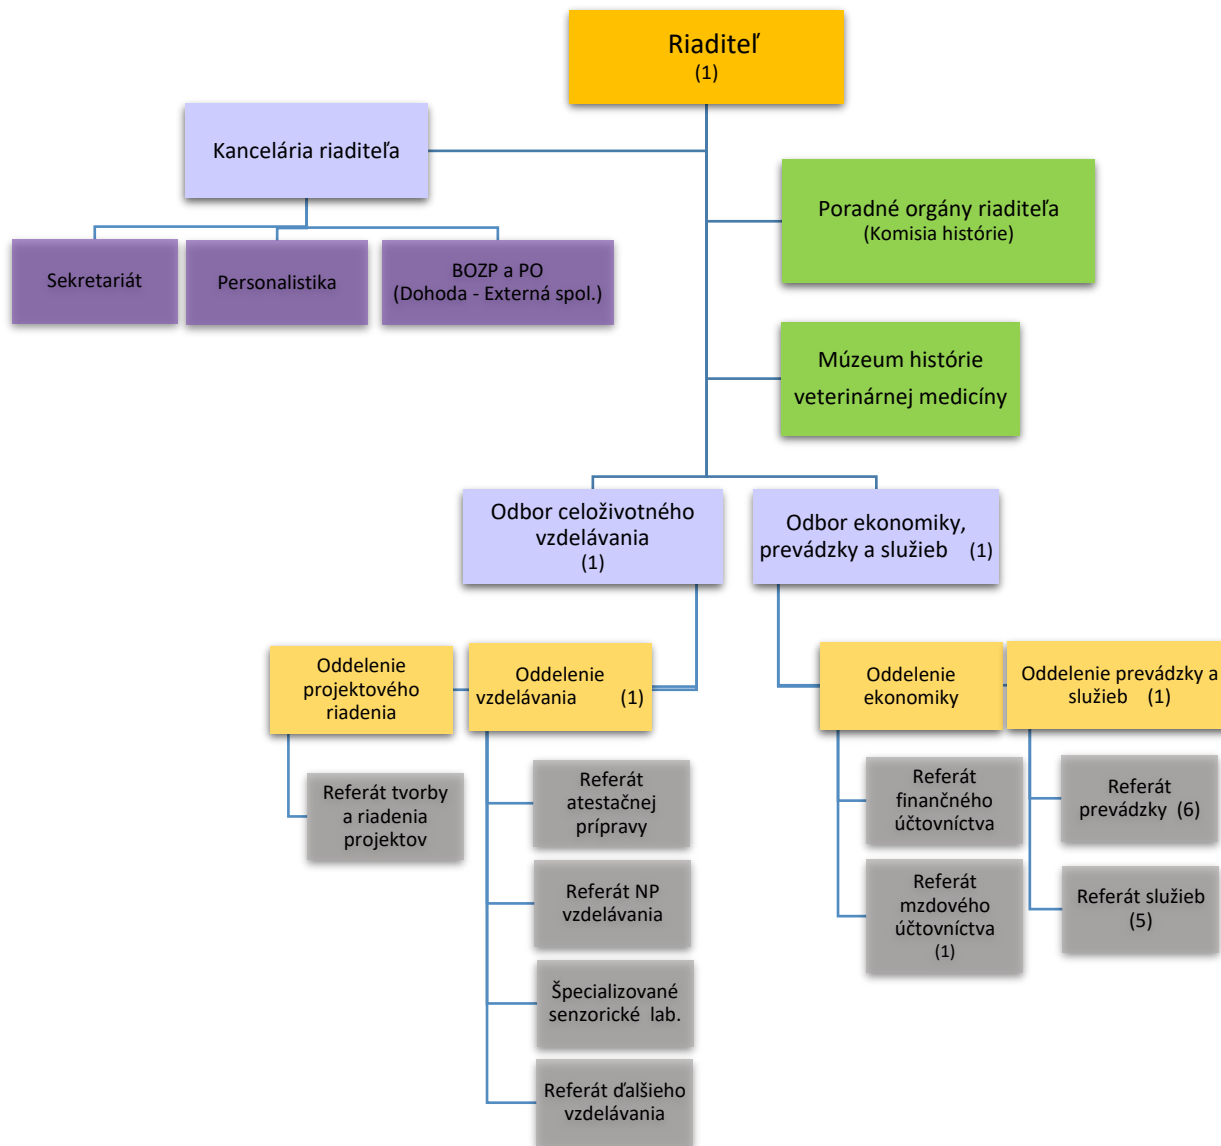 Riaditeľ
(1)
Kancelária riaditeľa
Poradné orgány riaditeľa
(Komisia histórie)
Sekretariát
Personalistika
BOZP a PO
(Dohoda - Externá spol.)
Múzeum histórie
veterinárnej medicíny
Odbor celoživotného
vzdelávania
(1)
Odbor ekonomiky,
prevádzky a služieb (1)
Oddelenie
projektového
riadenia
Oddelenie
vzdelávania (1)
Oddelenie
ekonomiky
Oddelenie prevádzky a
služieb (1)
Referát tvorby
a riadenia
projektov
Referát
atestačnej
prípravy
Referát NP
vzdelávania
Špecializované
senzorické lab.
Referát ďalšieho
vzdelávania
Referát
finančného
účtovníctva
Referát
mzdového
účtovníctva
(1)
Referát
prevádzky (6)
Referát služieb
(5)